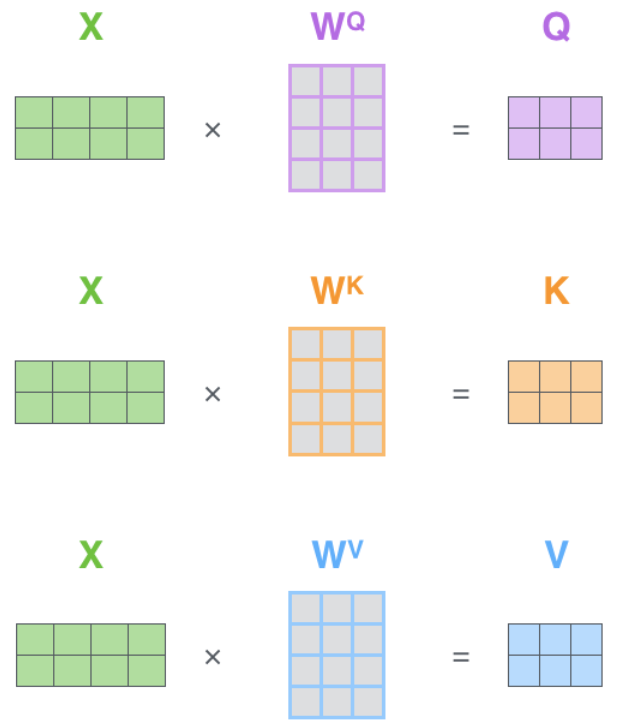 X W^Q Q
× =
X W^K K
× =
X W^V V
× =